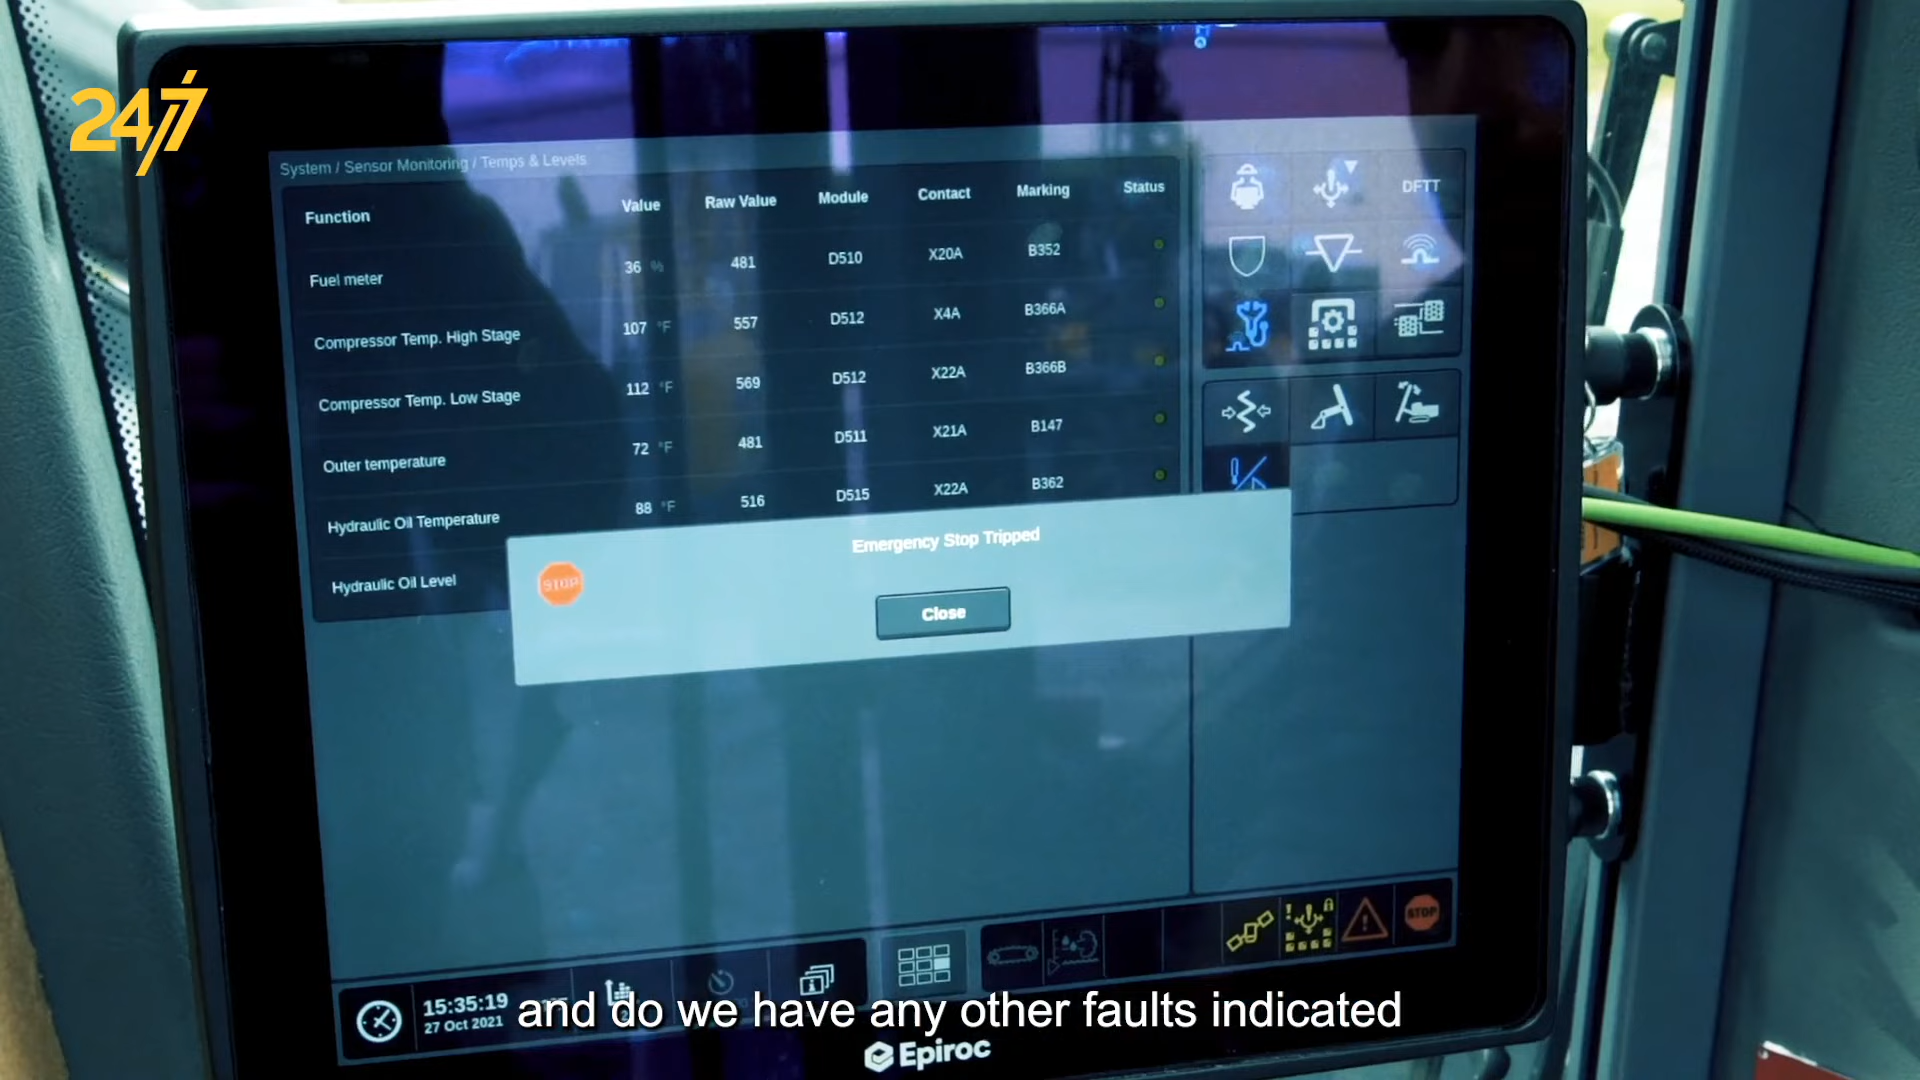 24/7
System / Sensor Monitoring / Temps & Levels
Function Value Raw Value Module Contact Marking Status
Fuel meter 36 % 481 D510 X20A B352
Compressor Temp. High Stage 107 °F 557 D512 X4A B366A
Compressor Temp. Low Stage 112 °F 569 D512 X22A B366B
Outer temperature 72 °F 481 D511 X21A B147
Hydraulic Oil Temperature 88 °F 516 D515 X22A B362
Hydraulic Oil Level
DFTT
Emergency Stop Tripped
STOP
Close
STOP
15:35:19
27 Oct 2021
and do we have any other faults indicated
Epiroc